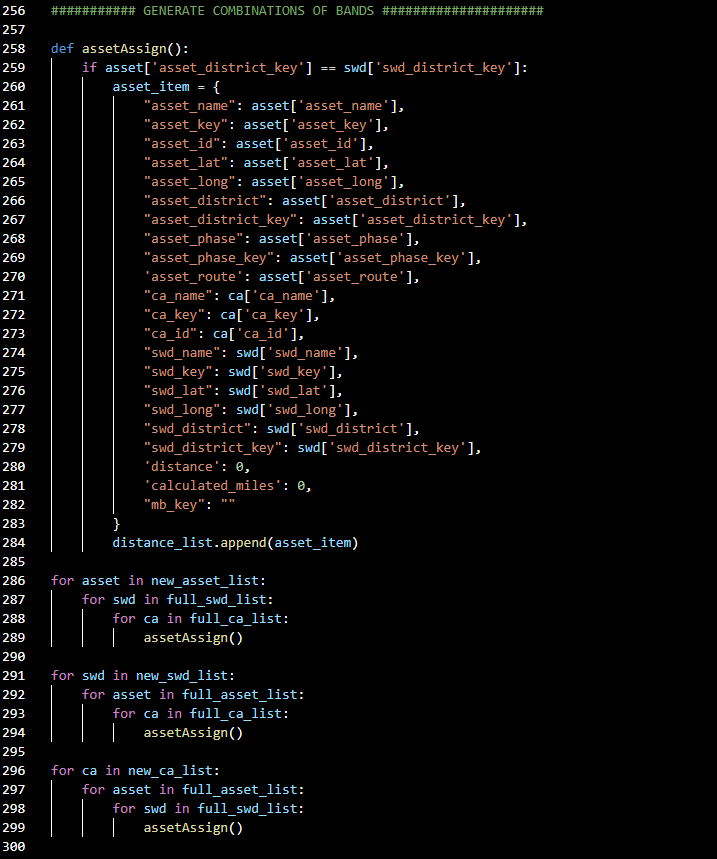 256 ########### GENERATE COMBINATIONS OF BANDS #####################
257
258 def assetAssign():
259     if asset['asset_district_key'] == swd['swd_district_key']:
260         asset_item = {
261             "asset_name": asset['asset_name'],
262             "asset_key": asset['asset_key'],
263             "asset_id": asset['asset_id'],
264             "asset_lat": asset['asset_lat'],
265             "asset_long": asset['asset_long'],
266             "asset_district": asset['asset_district'],
267             "asset_district_key": asset['asset_district_key'],
268             "asset_phase": asset['asset_phase'],
269             "asset_phase_key": asset['asset_phase_key'],
270             'asset_route': asset['asset_route'],
271             "ca_name": ca['ca_name'],
272             "ca_key": ca['ca_key'],
273             "ca_id": ca['ca_id'],
274             "swd_name": swd['swd_name'],
275             "swd_key": swd['swd_key'],
276             "swd_lat": swd['swd_lat'],
277             "swd_long": swd['swd_long'],
278             "swd_district": swd['swd_district'],
279             "swd_district_key": swd['swd_district_key'],
280             'distance': 0,
281             'calculated_miles': 0,
282             "mb_key": ""
283         }
284         distance_list.append(asset_item)
285
286 for asset in new_asset_list:
287     for swd in full_swd_list:
288         for ca in full_ca_list:
289             assetAssign()
290
291 for swd in new_swd_list:
292     for asset in full_asset_list:
293         for ca in full_ca_list:
294             assetAssign()
295
296 for ca in new_ca_list:
297     for asset in full_asset_list:
298         for swd in full_swd_list:
299             assetAssign()
300